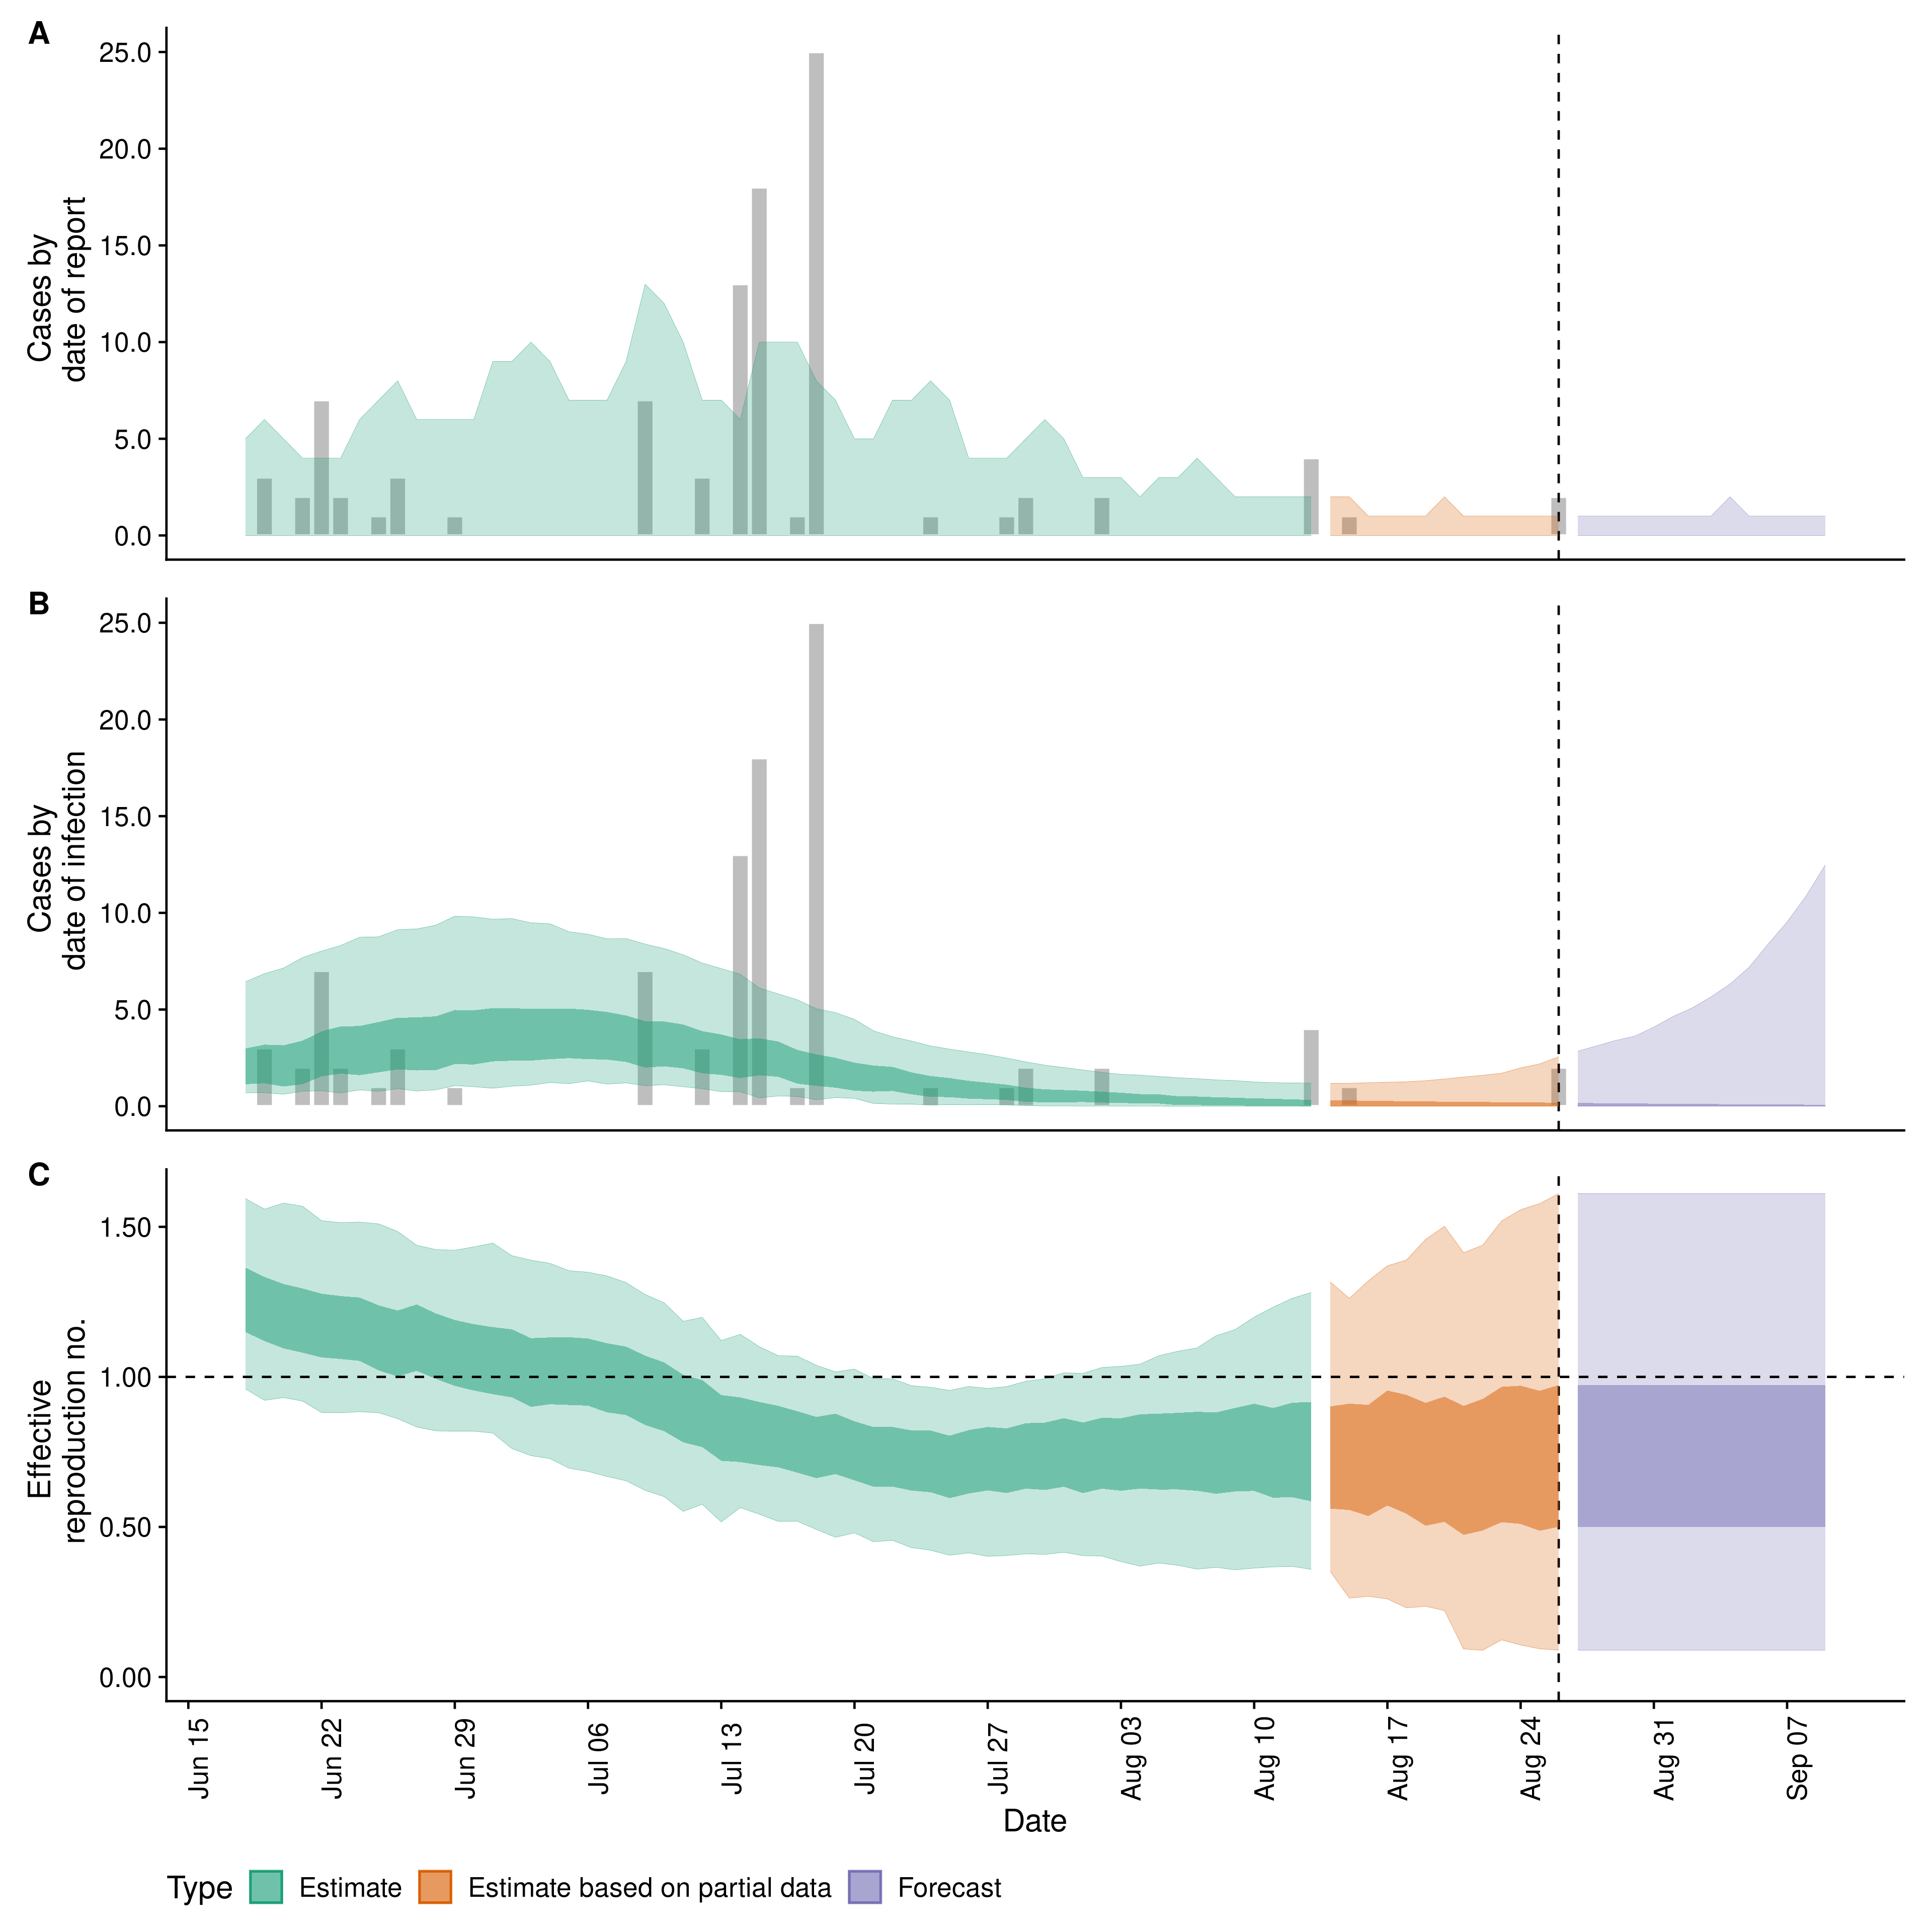 A
25.0
20.0
15.0
10.0
5.0
0.0
Cases by
date of report
B
25.0
20.0
15.0
10.0
5.0
0.0
Cases by
date of infection
C
1.50
1.00
0.50
0.00
Effective
reproduction no.
Jun 15
Jun 22
Jun 29
Jul 06
Jul 13
Jul 20
Jul 27
Aug 03
Aug 10
Aug 17
Aug 24
Aug 31
Sep 07
Date
Type Estimate Estimate based on partial data Forecast